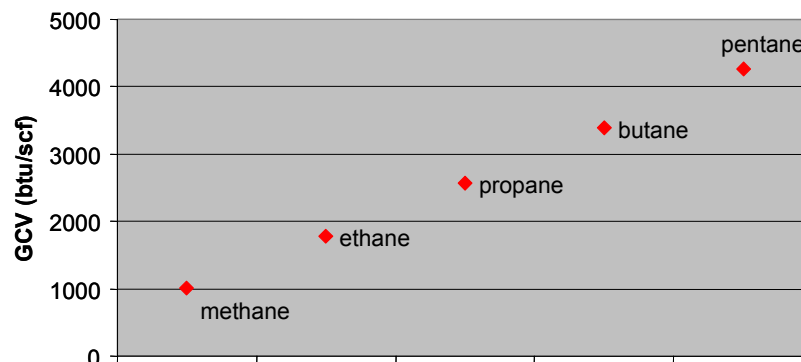 5000
pentane
4000
butane
3000
propane
2000
ethane
1000
methane
0
GCV (btu/scf)